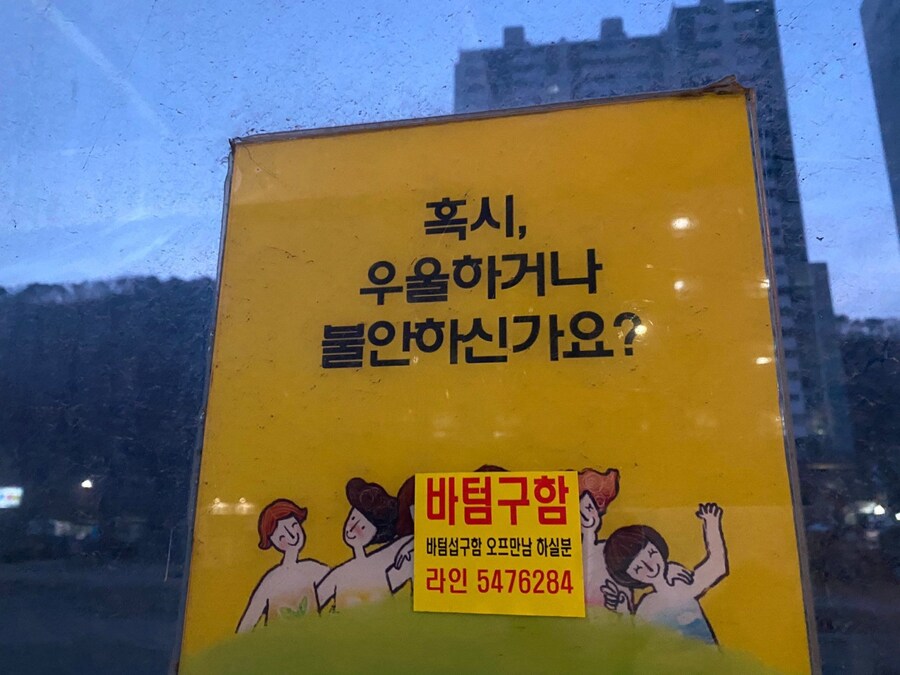 혹시,
우울하거나
불안하신가요?
바텀구함
바텀섭구함 오프만남 하실분
라인 5476284